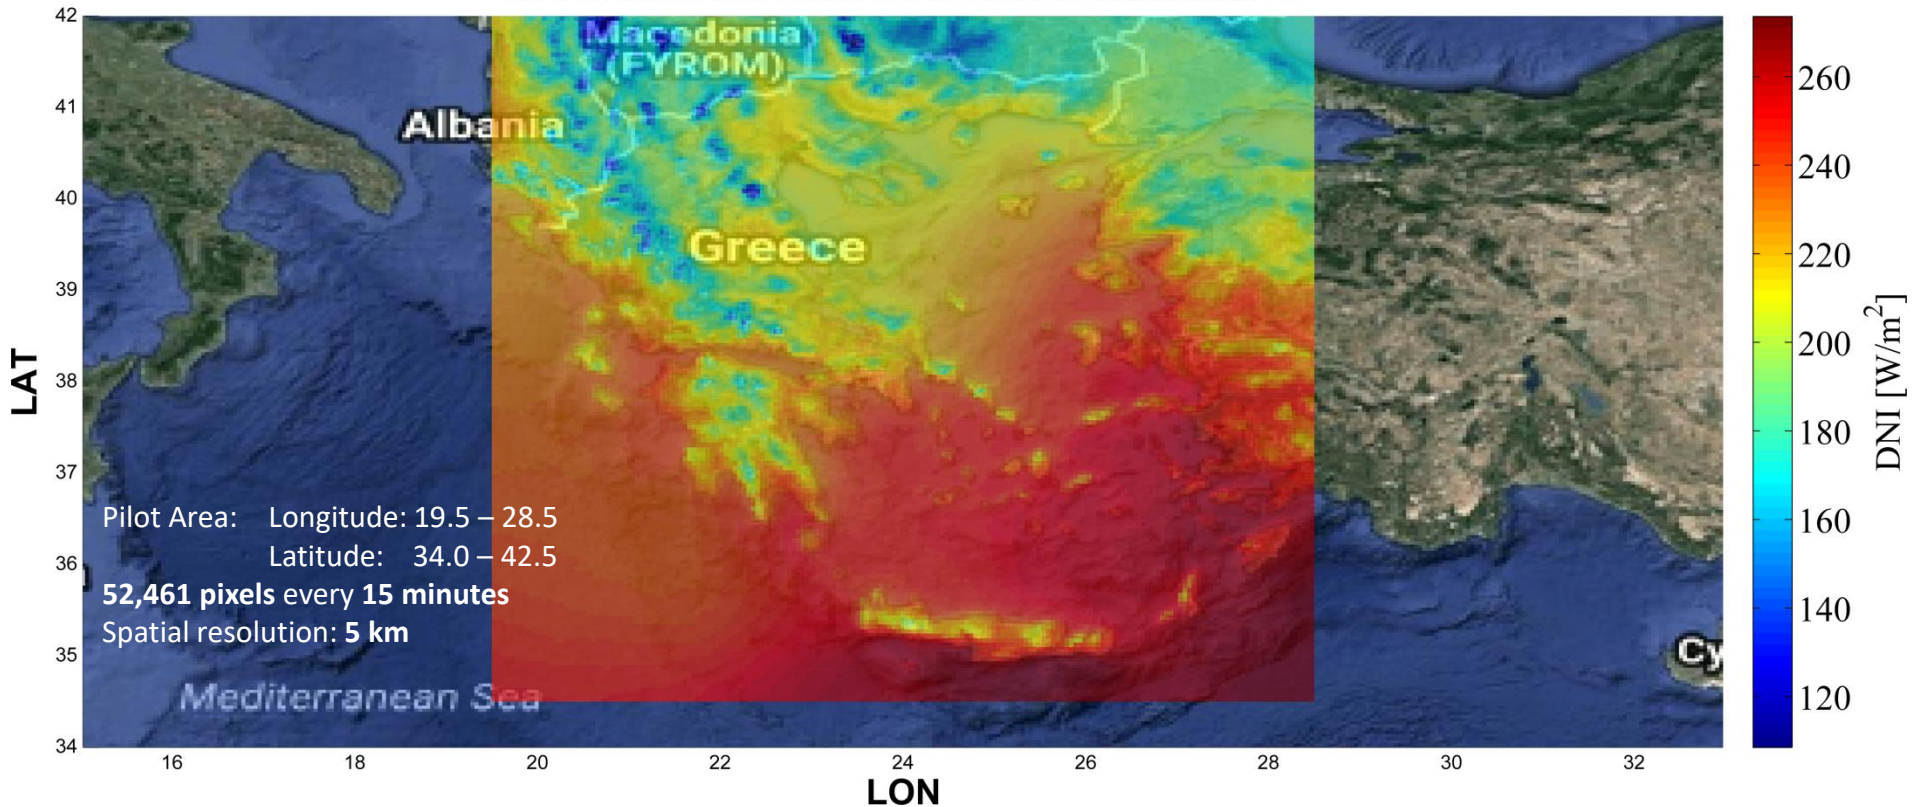 42
41
40
39
38
37
36
35
34
LAT
Macedonia
(FYROM)
Albania
Greece
Pilot Area: Longitude: 19.5 – 28.5
Latitude: 34.0 – 42.5
52,461 pixels every 15 minutes
Spatial resolution: 5 km
Mediterranean Sea
Cy
16 18 20 22 24 26 28 30 32
LON
260
240
220
200
180
160
140
120
DNI [W/m²]